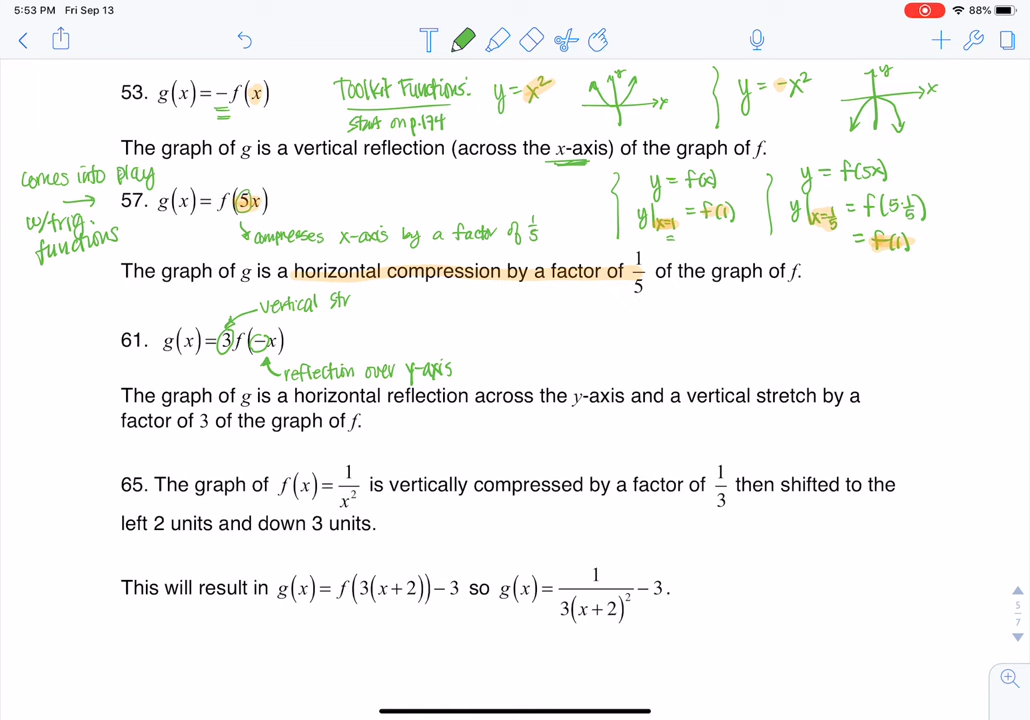 5:53 PM Fri Sep 13
88%
T
53. g(x) = −f(x)
Toolkit Functions:
start on p.174
y = x²
y
x
y = −x²
y
x
The graph of g is a vertical reflection (across the x-axis) of the graph of f.
comes into play
w/trig.
functions
57. g(x) = f(5x)
compresses x-axis by a factor of 1/5
y = f(x)
y|x=1 = f(1)
y = f(5x)
y|x=1/5 = f(5·1/5)
= f(1)
The graph of g is a horizontal compression by a factor of 1/5 of the graph of f.
vertical str
61. g(x) = 3f(−x)
reflection over y-axis
The graph of g is a horizontal reflection across the y-axis and a vertical stretch by a
factor of 3 of the graph of f.
65. The graph of f(x) = 1/x² is vertically compressed by a factor of 1/3 then shifted to the
left 2 units and down 3 units.
This will result in g(x) = f(3(x+2)) − 3 so g(x) = 1/(3(x+2)²) − 3.
5
7